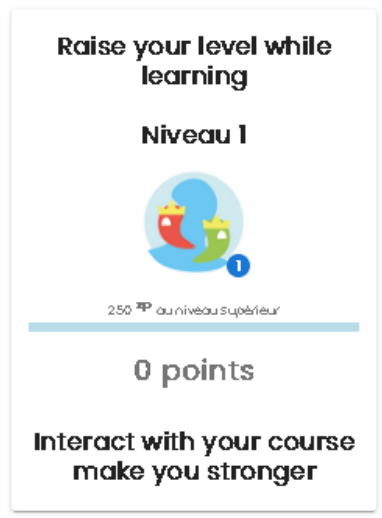 Raise your level while
learning
Niveau 1
1
250 XP au niveau supérieur
0 points
Interact with your course
make you stronger